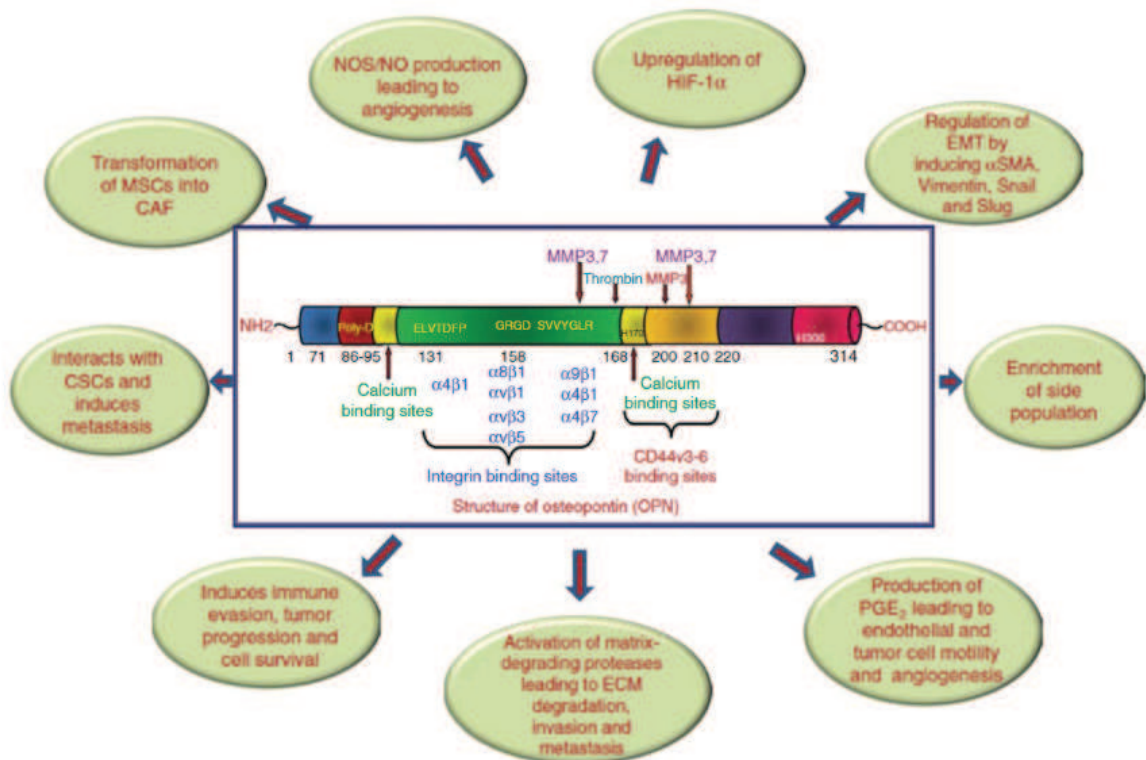 NOS/NO production
leading to
angiogenesis
Upregulation of
HIF-1α
Regulation of
EMT by
inducing αSMA,
Vimentin, Snail
and Slug
Transformation
of MSCs into
CAF
MMP3,7
MMP3,7
Thrombin
MMP3
NH2
Poly-D
ELVTDFP
GRGD SVVYGLR
H170
H306
COOH
1 71 86-95 131 158 168 200 210 220 314
Interacts with
CSCs and
induces
metastasis
Calcium
binding sites
α4β1
α8β1
αvβ1
αvβ3
αvβ5
α9β1
α4β1
α4β7
Calcium
binding sites
Integrin binding sites
CD44v3-6
binding sites
Structure of osteopontin (OPN)
Enrichment
of side
population
Induces immune
evasion, tumor
progression and
cell survival
Activation of matrix-
degrading proteases
leading to ECM
degradation,
invasion and
metastasis
Production of
PGE₂ leading to
endothelial and
tumor cell motility
and angiogenesis